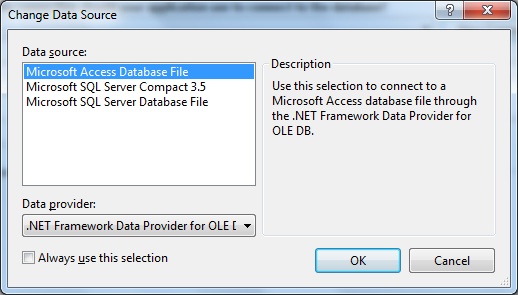 your application use to connect to the database?
Change Data Source
Data source:
Microsoft Access Database File
Microsoft SQL Server Compact 3.5
Microsoft SQL Server Database File
Description
Use this selection to connect to a
Microsoft Access database file through
the .NET Framework Data Provider for
OLE DB.
Data provider:
.NET Framework Data Provider for OLE D
Always use this selection
OK
Cancel